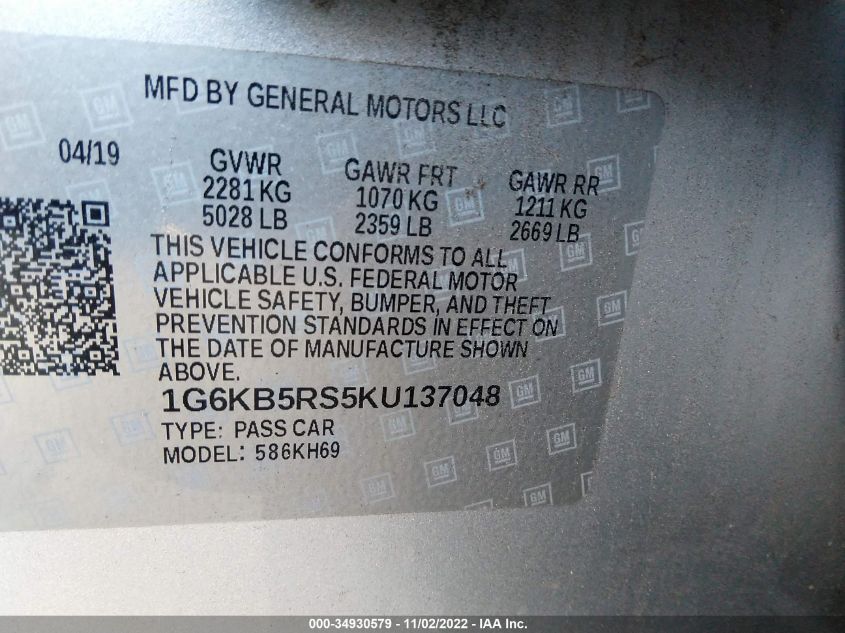 MFD BY GENERAL MOTORS LLC
04/19
GVWR GAWR FRT GAWR RR
2281 KG 1070 KG 1211 KG
5028 LB 2359 LB 2669 LB
THIS VEHICLE CONFORMS TO ALL
APPLICABLE U.S. FEDERAL MOTOR
VEHICLE SAFETY, BUMPER, AND THEFT
PREVENTION STANDARDS IN EFFECT ON
THE DATE OF MANUFACTURE SHOWN
ABOVE.
1G6KB5RS5KU137048
TYPE: PASS CAR
MODEL: 586KH69
000-34930579 - 11/02/2022 - IAA Inc.